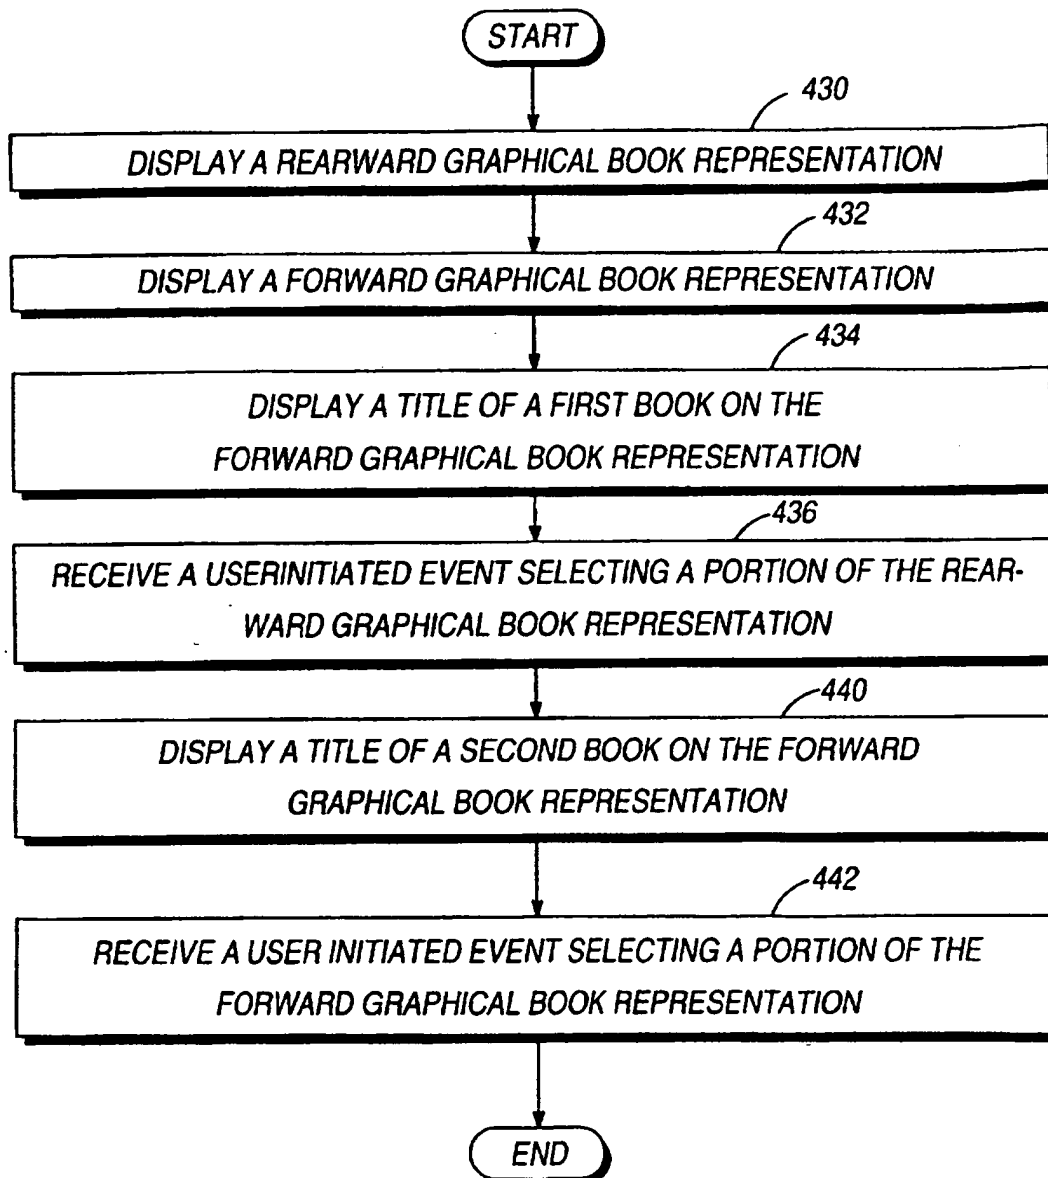 START
430
DISPLAY A REARWARD GRAPHICAL BOOK REPRESENTATION
432
DISPLAY A FORWARD GRAPHICAL BOOK REPRESENTATION
434
DISPLAY A TITLE OF A FIRST BOOK ON THE
FORWARD GRAPHICAL BOOK REPRESENTATION
436
RECEIVE A USERINITIATED EVENT SELECTING A PORTION OF THE REAR-
WARD GRAPHICAL BOOK REPRESENTATION
440
DISPLAY A TITLE OF A SECOND BOOK ON THE FORWARD
GRAPHICAL BOOK REPRESENTATION
442
RECEIVE A USER INITIATED EVENT SELECTING A PORTION OF THE
FORWARD GRAPHICAL BOOK REPRESENTATION
END